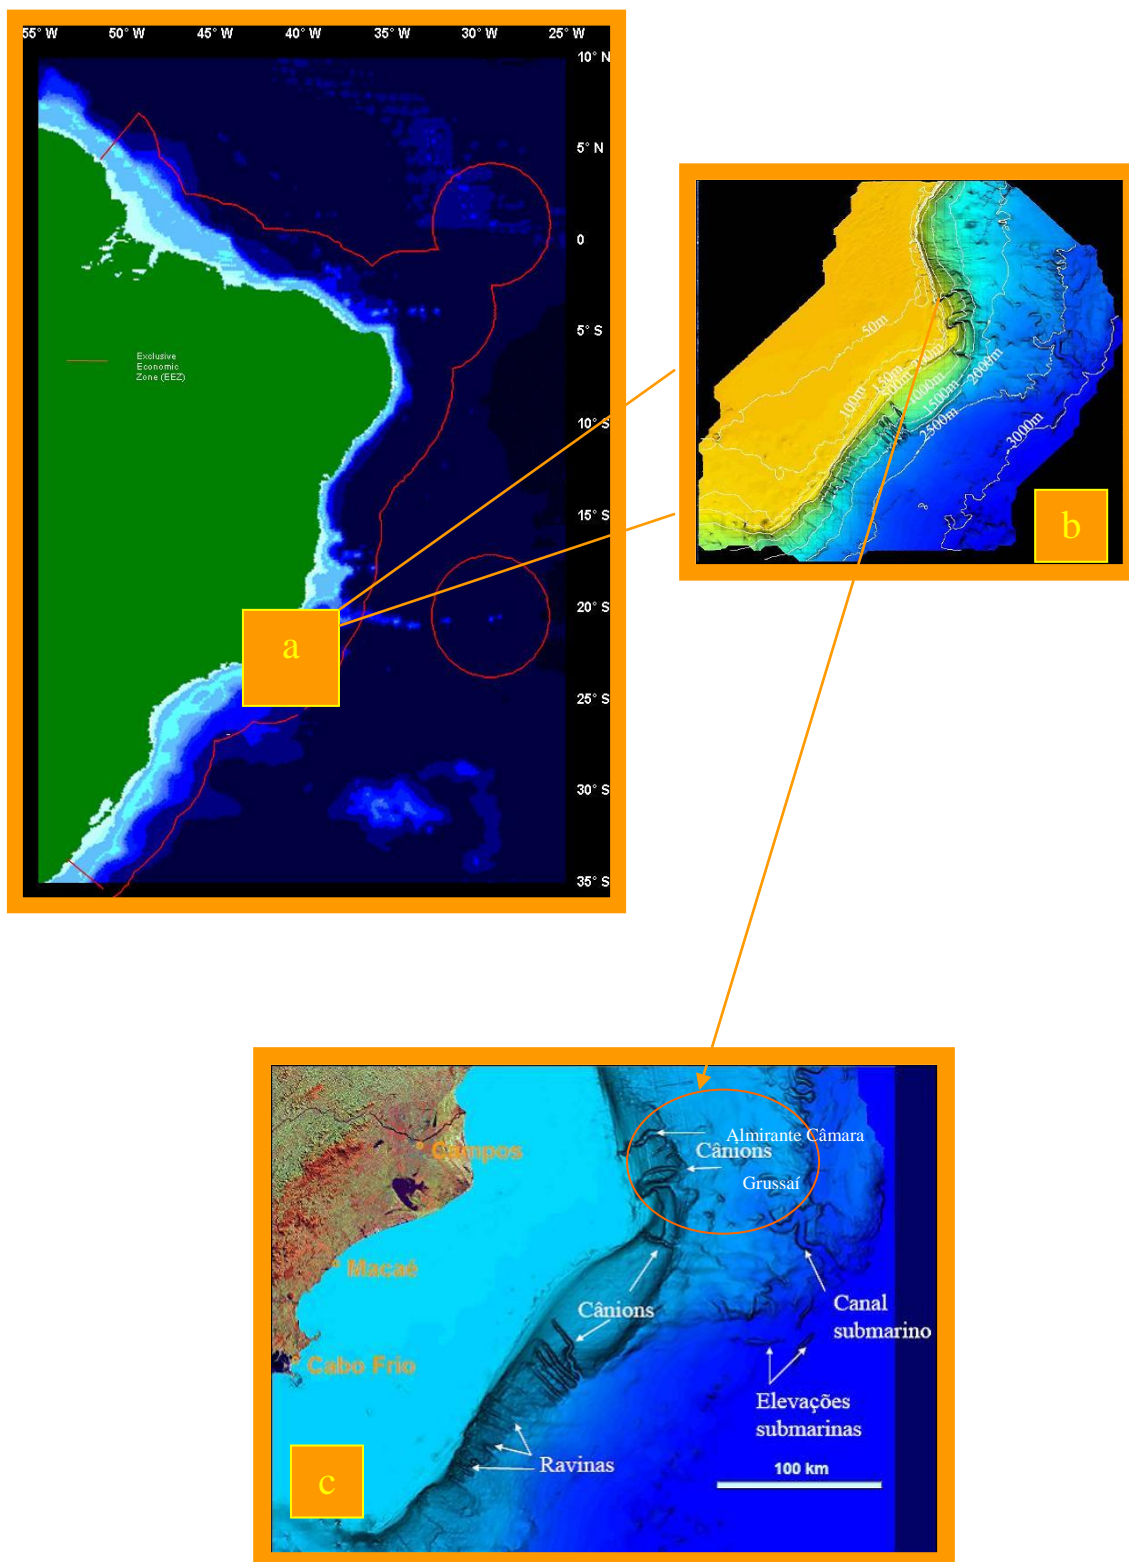 55° W 50° W 45° W 40° W 35° W 30° W 25° W
10° N
5° N
0
5° S
10° S
15° S
20° S
25° S
30° S
35° S
Exclusive
Economic
Zone (EEZ)
a
50m
100m
150m
1000m
1500m
2000m
2500m
3000m
b
Campos
Macaé
Cabo Frio
Almirante Câmara
Cânions
Grussaí
Cânions
Canal
submarino
Elevações
submarinas
Ravinas
100 km
c